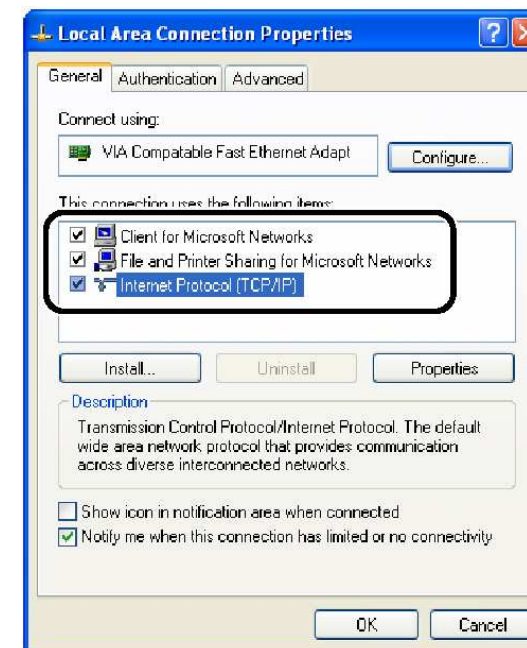 Local Area Connection Properties
General Authentication Advanced
Connect using:
VIA Compatable Fast Ethernet Adapt
Configure...
This connection uses the following items:
Client for Microsoft Networks
File and Printer Sharing for Microsoft Networks
Internet Protocol (TCP/IP)
Install... Uninstall Properties
Description
Transmission Control Protocol/Internet Protocol. The default
wide area network protocol that provides communication
across diverse interconnected networks.
Show icon in notification area when connected
Notify me when this connection has limited or no connectivity
OK Cancel